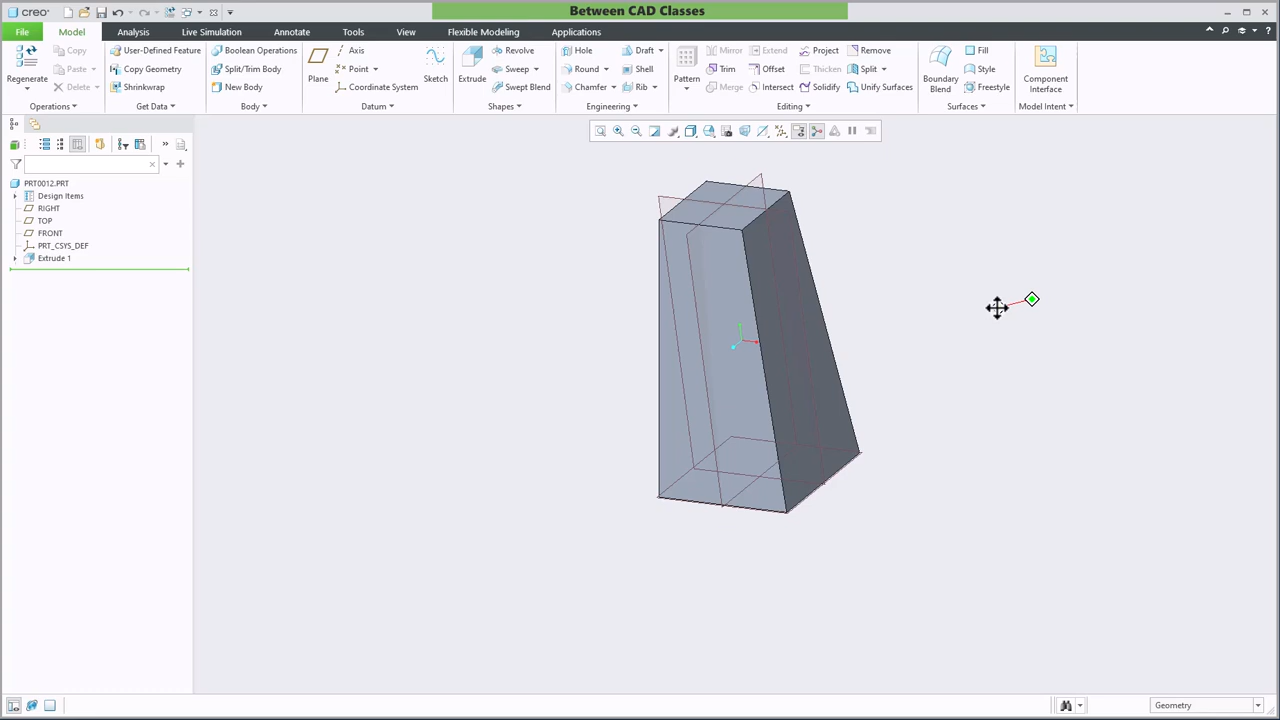 Between CAD Classes
creo
File Model Analysis Live Simulation Annotate Tools View Flexible Modeling Applications
Regenerate
Copy
Paste
Delete
Operations
User-Defined Feature
Copy Geometry
Shrinkwrap
Get Data
Boolean Operations
Split/Trim Body
New Body
Body
Plane
Axis
Point
Coordinate System
Sketch
Datum
Extrude
Revolve
Sweep
Swept Blend
Shapes
Hole
Round
Chamfer
Draft
Shell
Rib
Engineering
Pattern
Mirror
Trim
Merge
Extend
Offset
Intersect
Project
Thicken
Solidify
Remove
Split
Unify Surfaces
Editing
Boundary
Blend
Fill
Style
Freestyle
Surfaces
Component
Interface
Model Intent
PRT0012.PRT
Design Items
RIGHT
TOP
FRONT
PRT_CSYS_DEF
Extrude 1
Geometry